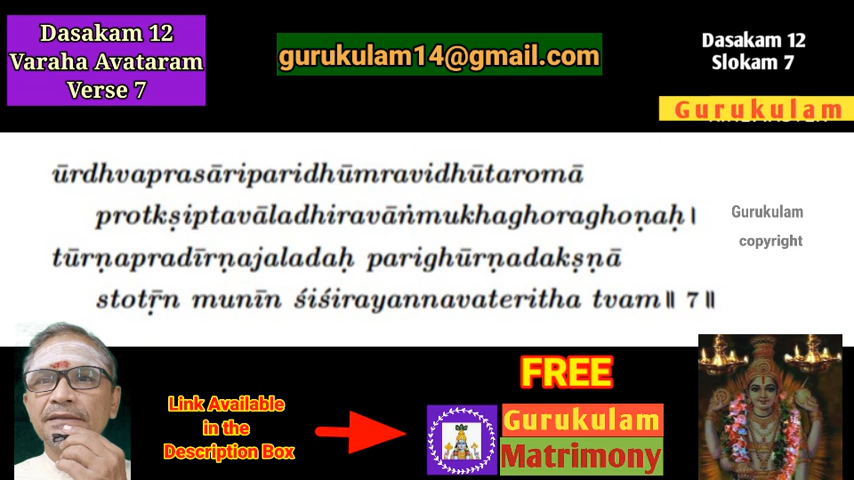 Dasakam 12
Varaha Avataram
Verse 7
gurukulam14@gmail.com
Dasakam 12
Slokam 7
Gurukulam
ūrdhvaprasāriparidhūmravidhūtaromā
protkṣiptavāladhiravāṅmukhaghoraghoṇaḥ ।
Gurukulam
copyright
tūrṇapradīrṇajaladaḥ parighūrṇadakṣṇā
stotṝn munīn śiśirayannavateritha tvam॥ 7॥
FREE
Link Available
in the
Description Box
Gurukulam
Matrimony